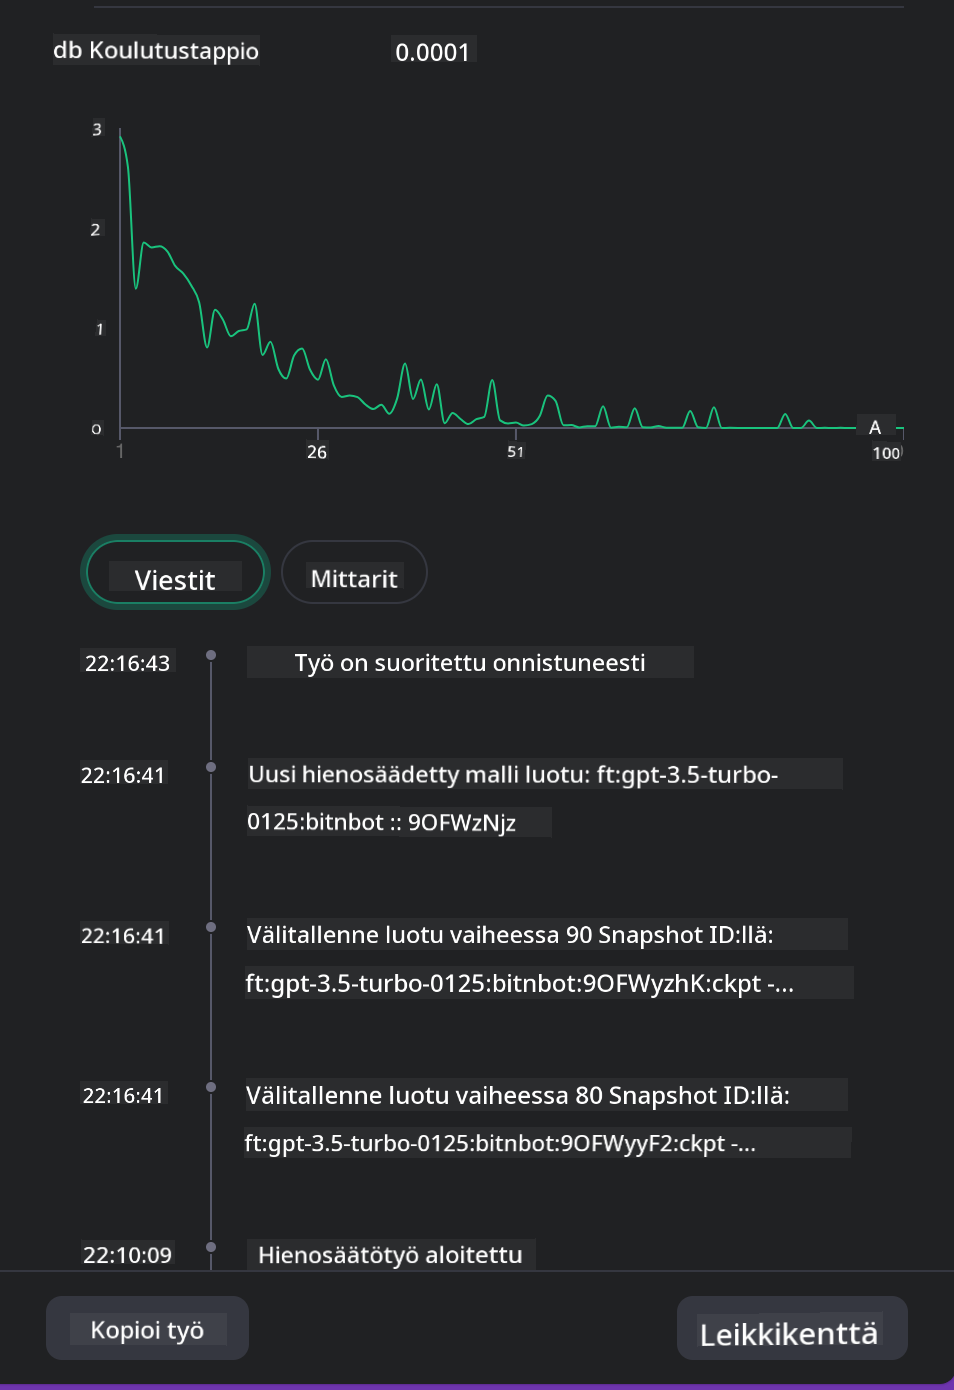 db Koulutustappio 0.0001
3
2
1
0
1 26 51 100
A
Viestit Mittarit
22:16:43 Työ on suoritettu onnistuneesti
22:16:41 Uusi hienosäädetty malli luotu: ft:gpt-3.5-turbo-
0125:bitnbot :: 9OFWzNjz
22:16:41 Välitallenne luotu vaiheessa 90 Snapshot ID:llä:
ft:gpt-3.5-turbo-0125:bitnbot:9OFWyzhK:ckpt -...
22:16:41 Välitallenne luotu vaiheessa 80 Snapshot ID:llä:
ft:gpt-3.5-turbo-0125:bitnbot:9OFWyyF2:ckpt -...
22:10:09 Hienosäätötyö aloitettu
Kopioi työ Leikkikenttä